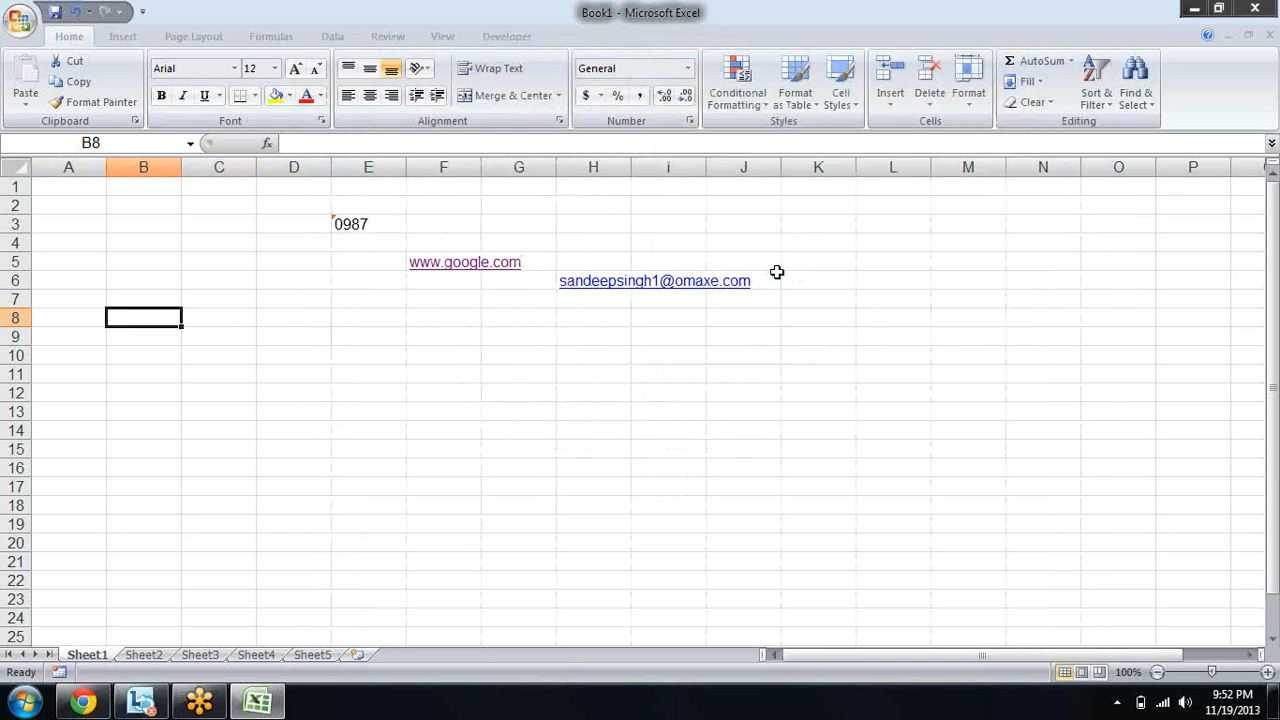 Book1 - Microsoft Excel
Home Insert Page Layout Formulas Data Review View Developer
Paste Cut Copy Format Painter Clipboard
Arial 12 A A B I U A Font
Wrap Text Merge & Center Alignment
General $ % , .0 .00 .00 .0 Number
Conditional Formatting Format as Table Cell Styles Styles
Insert Delete Format Cells
Σ AutoSum Fill Clear Sort & Filter Find & Select Editing
B8 fx
A B C D E F G H I J K L M N O P
1
2
3 0987
4
5 www.google.com
6 sandeepsingh1@omaxe.com
7
8
9
10
11
12
13
14
15
16
17
18
19
20
21
22
23
24
25
Sheet1 Sheet2 Sheet3 Sheet4 Sheet5
Ready 100%
9:52 PM
11/19/2013